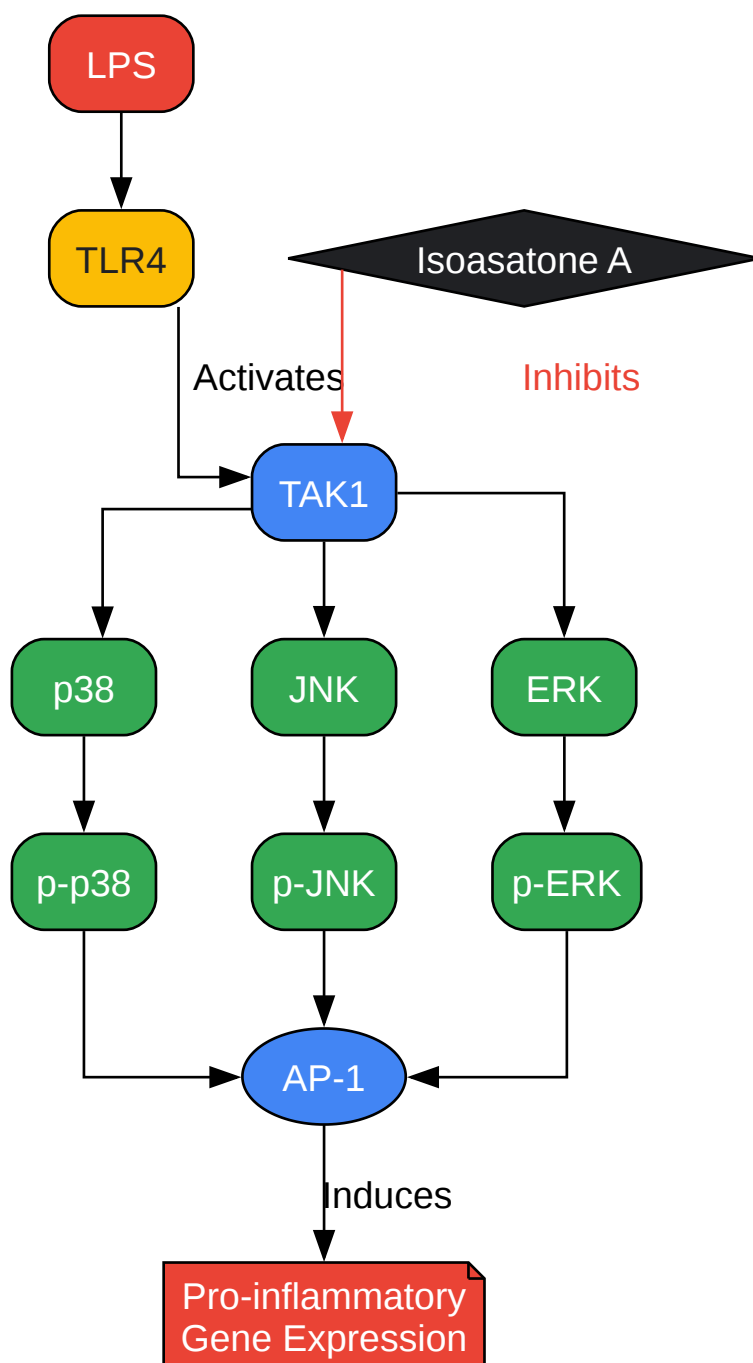 LPS
TLR4
Isoasatone A
Activates
Inhibits
TAK1
p38
JNK
ERK
p-p38
p-JNK
p-ERK
AP-1
Induces
Pro-inflammatory
Gene Expression